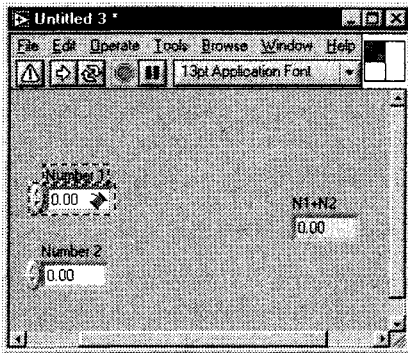 Untitled 3 *
File Edit Operate Tools Browse Window Help
13pt Application Font
Number 1
0.00
N1+N2
0.00
Number 2
0.00